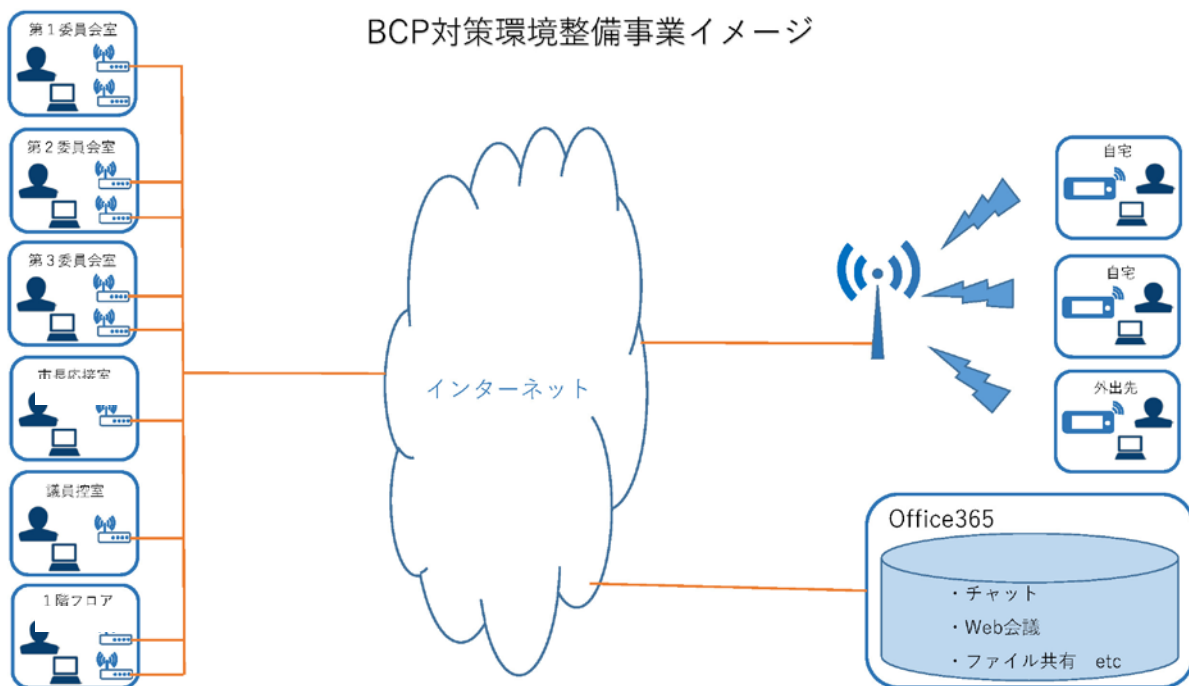 BCP対策環境整備事業イメージ
第１委員会室
第２委員会室
第３委員会室
市長応接室
議員控室
１階フロア
インターネット
自宅
自宅
外出先
Office365
・チャット
・Web会議
・ファイル共有　etc